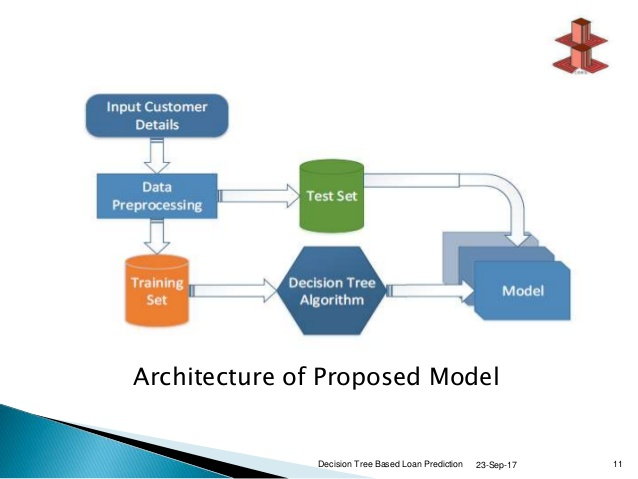 Input Customer
Details
Data
Preprocessing
Test Set
Training
Set
Decision Tree
Algorithm
Model
Architecture of Proposed Model
Decision Tree Based Loan Prediction
23-Sep-17
11